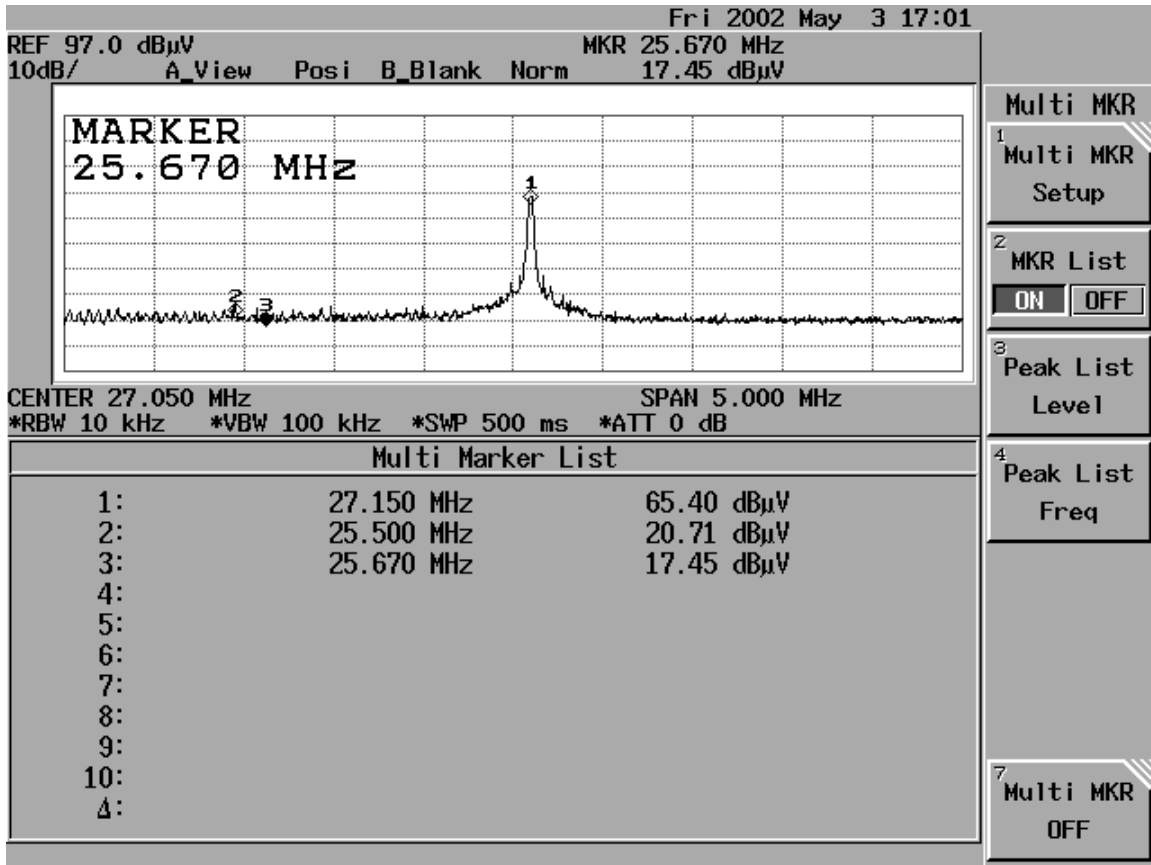 Fri 2002 May 3 17:01
REF 97.0 dBµV MKR 25.670 MHz
10dB/ A_View Posi B_Blank Norm 17.45 dBµV
MARKER
25.670 MHz
1
2
3
CENTER 27.050 MHz SPAN 5.000 MHz
*RBW 10 kHz *VBW 100 kHz *SWP 500 ms *ATT 0 dB
Multi Marker List
1: 27.150 MHz 65.40 dBµV
2: 25.500 MHz 20.71 dBµV
3: 25.670 MHz 17.45 dBµV
4:
5:
6:
7:
8:
9:
10:
Δ:
Multi MKR
1
Multi MKR
Setup
2
MKR List
ON OFF
3
Peak List
Level
4
Peak List
Freq
7
Multi MKR
OFF